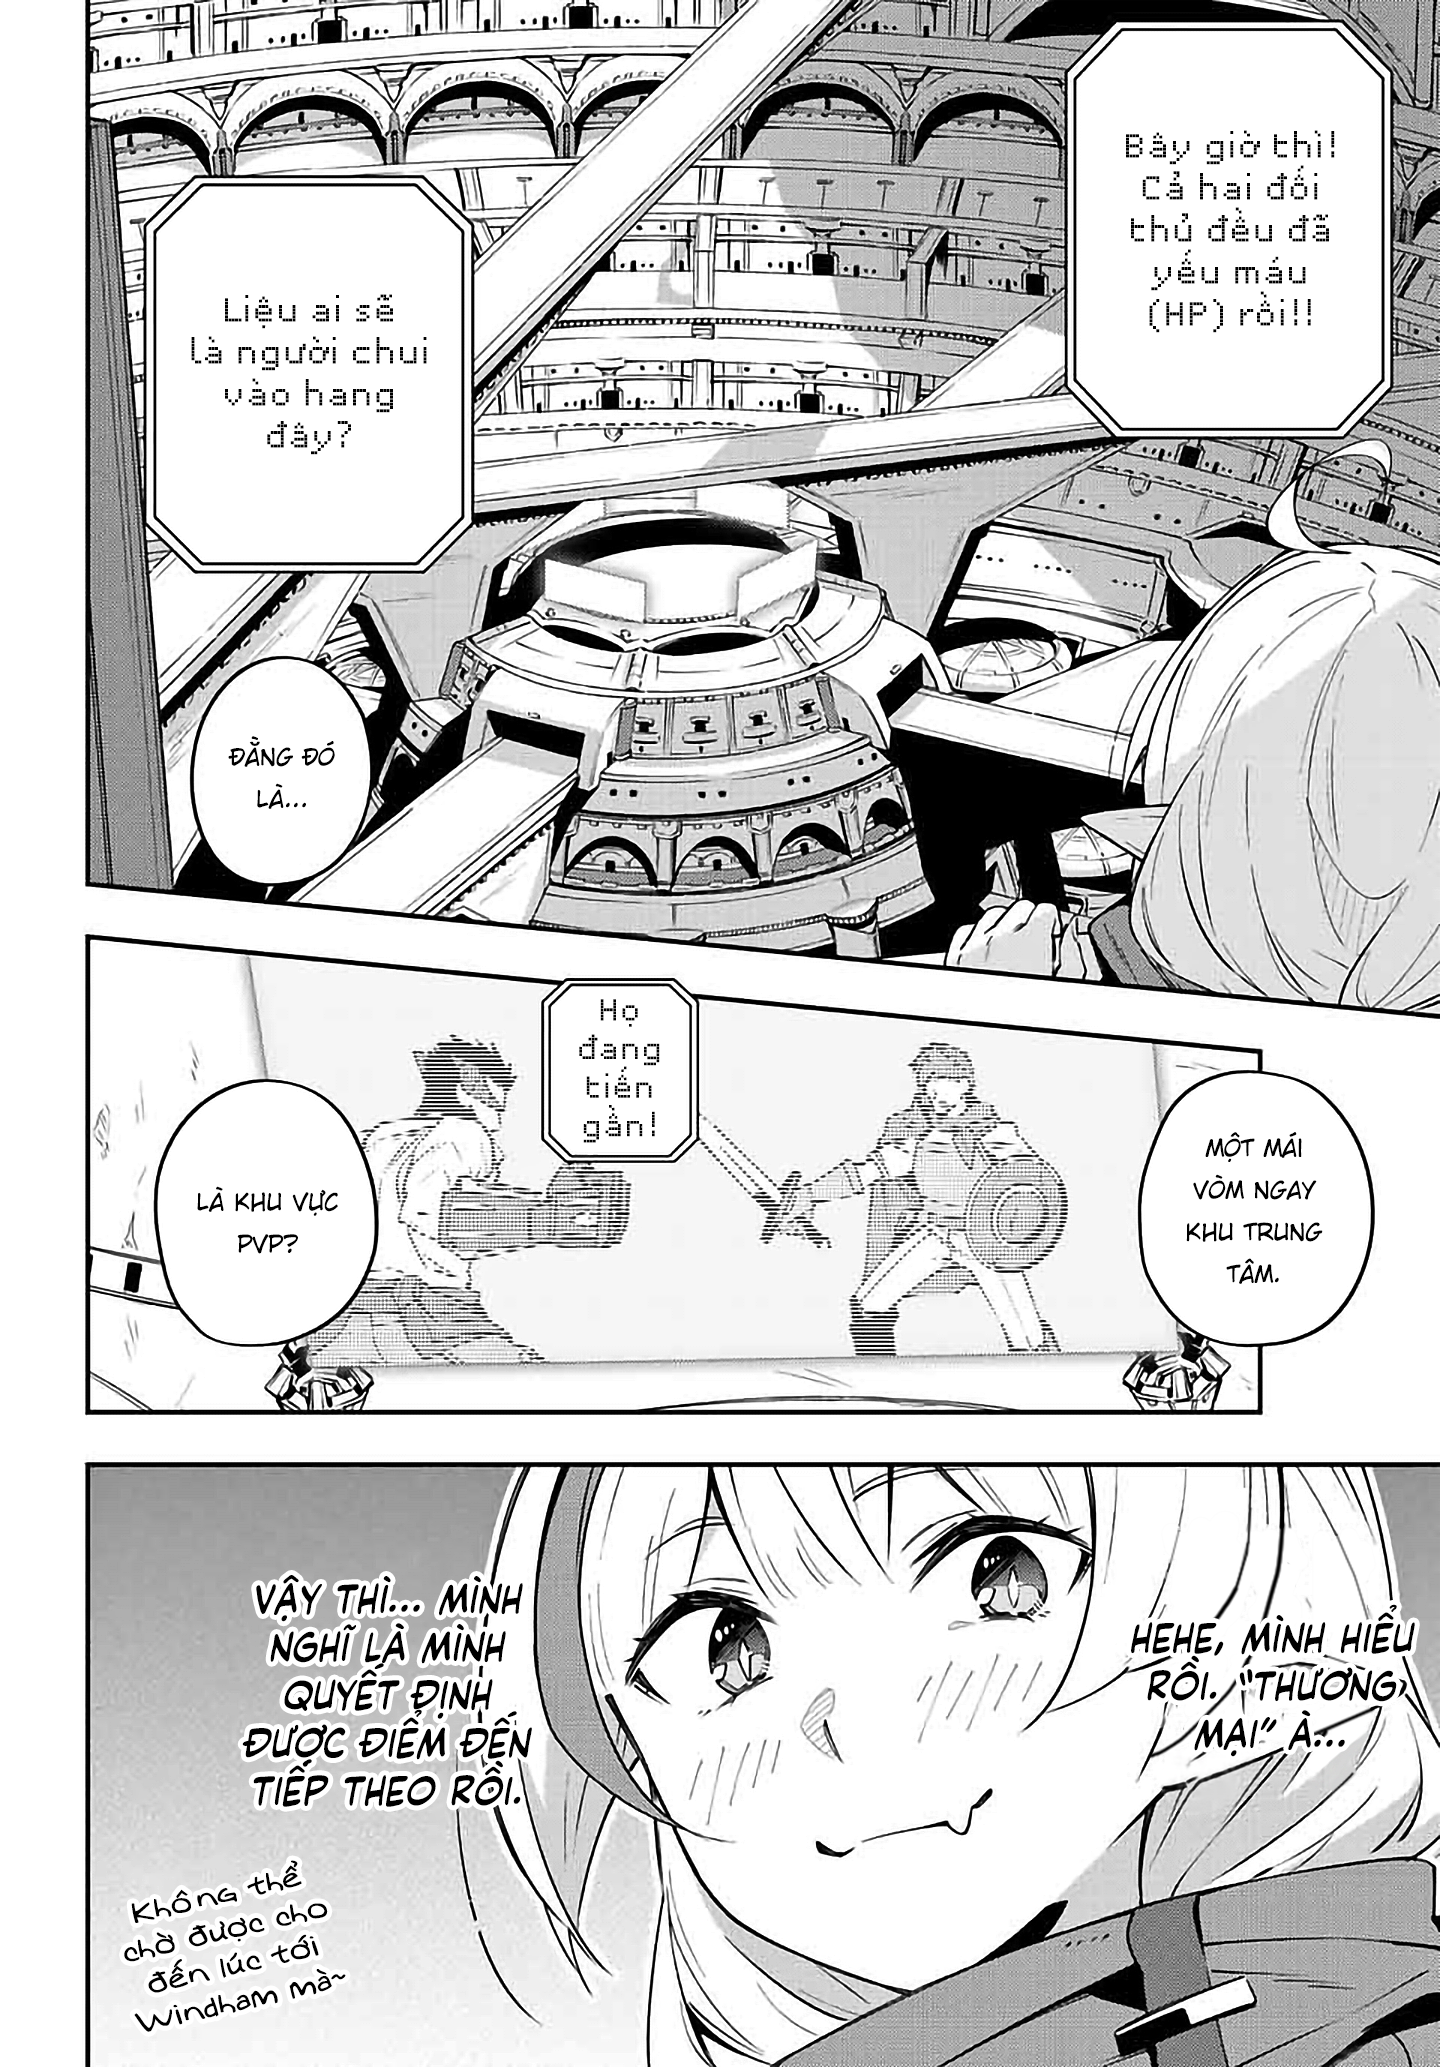 Bây giờ thì!
Cả hai đối
thủ đều đã
yếu máu
(HP) rồi!!
Liệu ai sẽ
là người chui
vào hang
đây?
ĐẰNG ĐÓ
LÀ...
MỘT MÁI
VÒM NGAY
KHU TRUNG
TÂM.
Họ
đang
tiến
gần!
LÀ KHU VỰC
PVP?
HEHE, MÌNH HIỂU
RỒI. “THƯƠNG
MẠI” À...
VẬY THÌ... MÌNH
NGHĨ LÀ MÌNH
QUYẾT ĐỊNH
ĐƯỢC ĐIỂM ĐẾN
TIẾP THEO RỒI.
Không thể
chờ được cho
đến lúc tới
Windham mà~